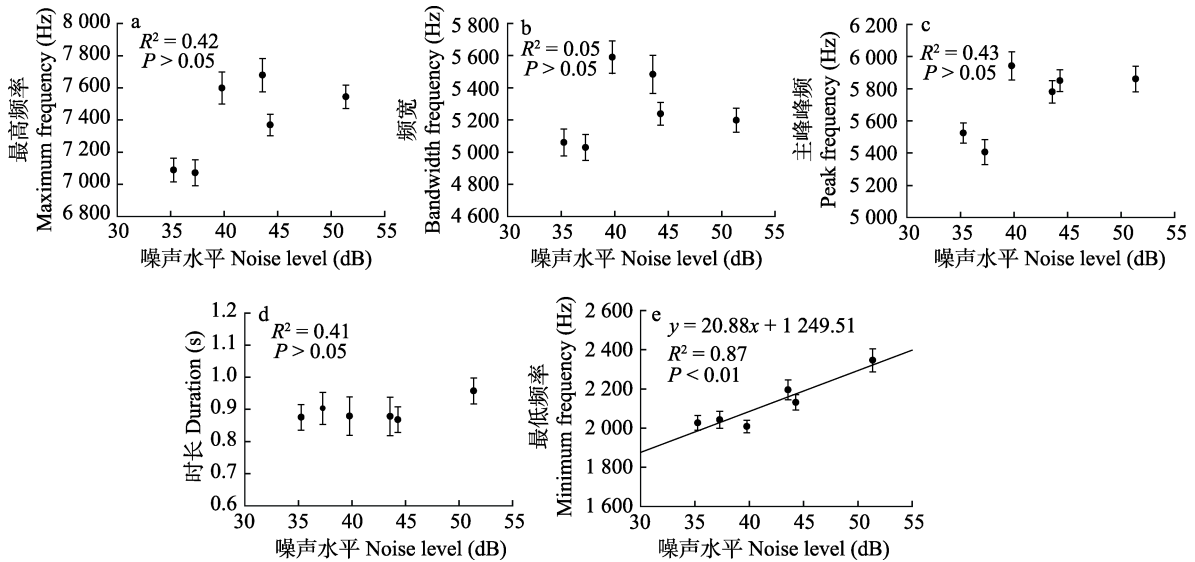 a
R² = 0.42
P > 0.05
8 000
7 800
7 600
7 400
7 200
7 000
6 800
最高频率
Maximum frequency (Hz)
30 35 40 45 50 55
噪声水平 Noise level (dB)
b
R² = 0.05
P > 0.05
5 800
5 600
5 400
5 200
5 000
4 800
4 600
频宽
Bandwidth frequency (Hz)
30 35 40 45 50 55
噪声水平 Noise level (dB)
c
R² = 0.43
P > 0.05
6 200
6 000
5 800
5 600
5 400
5 200
5 000
主峰峰频
Peak frequency (Hz)
30 35 40 45 50 55
噪声水平 Noise level (dB)
d
R² = 0.41
P > 0.05
1.2
1.1
1.0
0.9
0.8
0.7
0.6
时长 Duration (s)
30 35 40 45 50 55
噪声水平 Noise level (dB)
e
y = 20.88x + 1 249.51
R² = 0.87
P < 0.01
2 600
2 400
2 200
2 000
1 800
1 600
最低频率
Minimum frequency (Hz)
30 35 40 45 50 55
噪声水平 Noise level (dB)